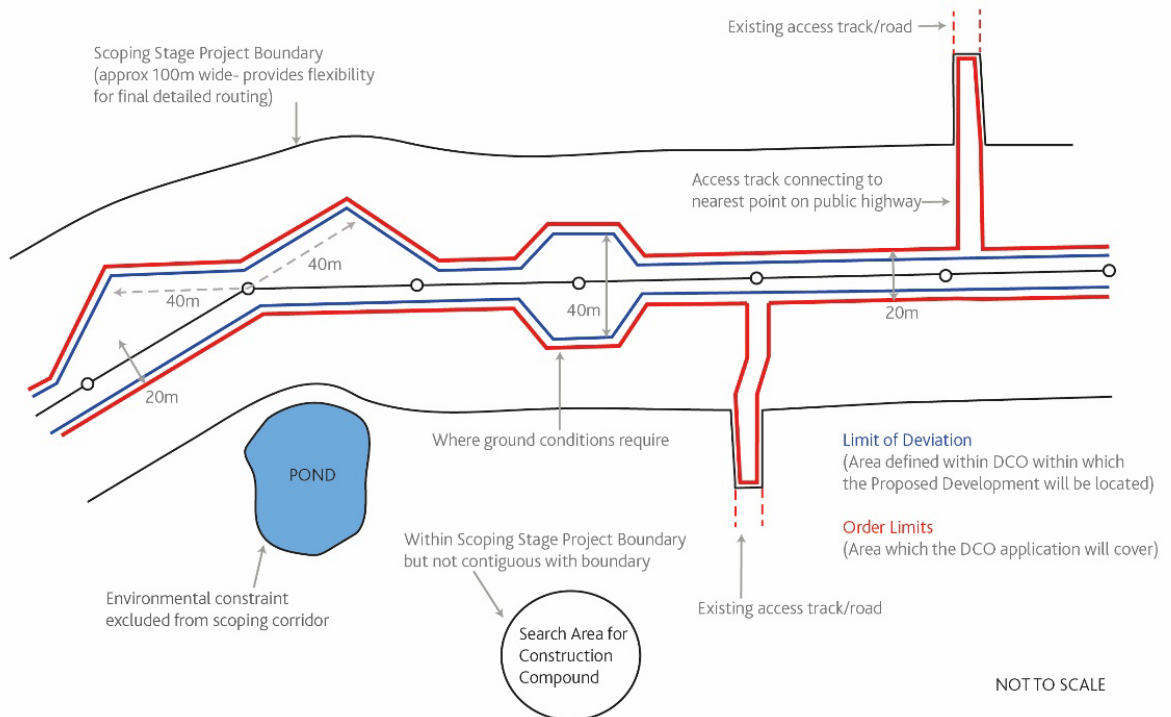 Existing access track/road
Scoping Stage Project Boundary
(approx 100m wide- provides flexibility
for final detailed routing)
Access track connecting to
nearest point on public highway
40m
40m
40m
20m
20m
Where ground conditions require
POND
Limit of Deviation
(Area defined within DCO within which
the Proposed Development will be located)
Order Limits
(Area which the DCO application will cover)
Within Scoping Stage Project Boundary
but not contiguous with boundary
Environmental constraint
excluded from scoping corridor
Existing access track/road
Search Area for
Construction
Compound
NOT TO SCALE